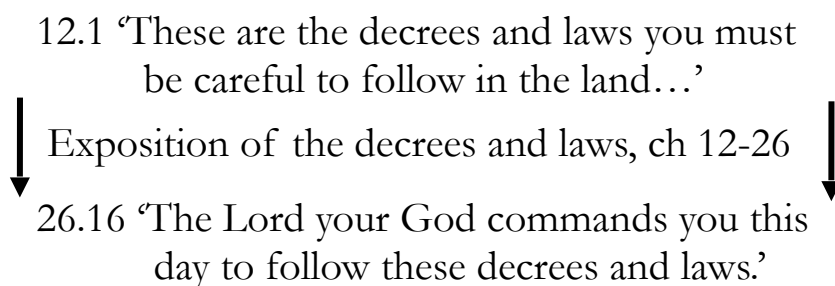 12.1 ‘These are the decrees and laws you must
be careful to follow in the land…’
Exposition of the decrees and laws, ch 12-26
26.16 ‘The Lord your God commands you this
day to follow these decrees and laws.’